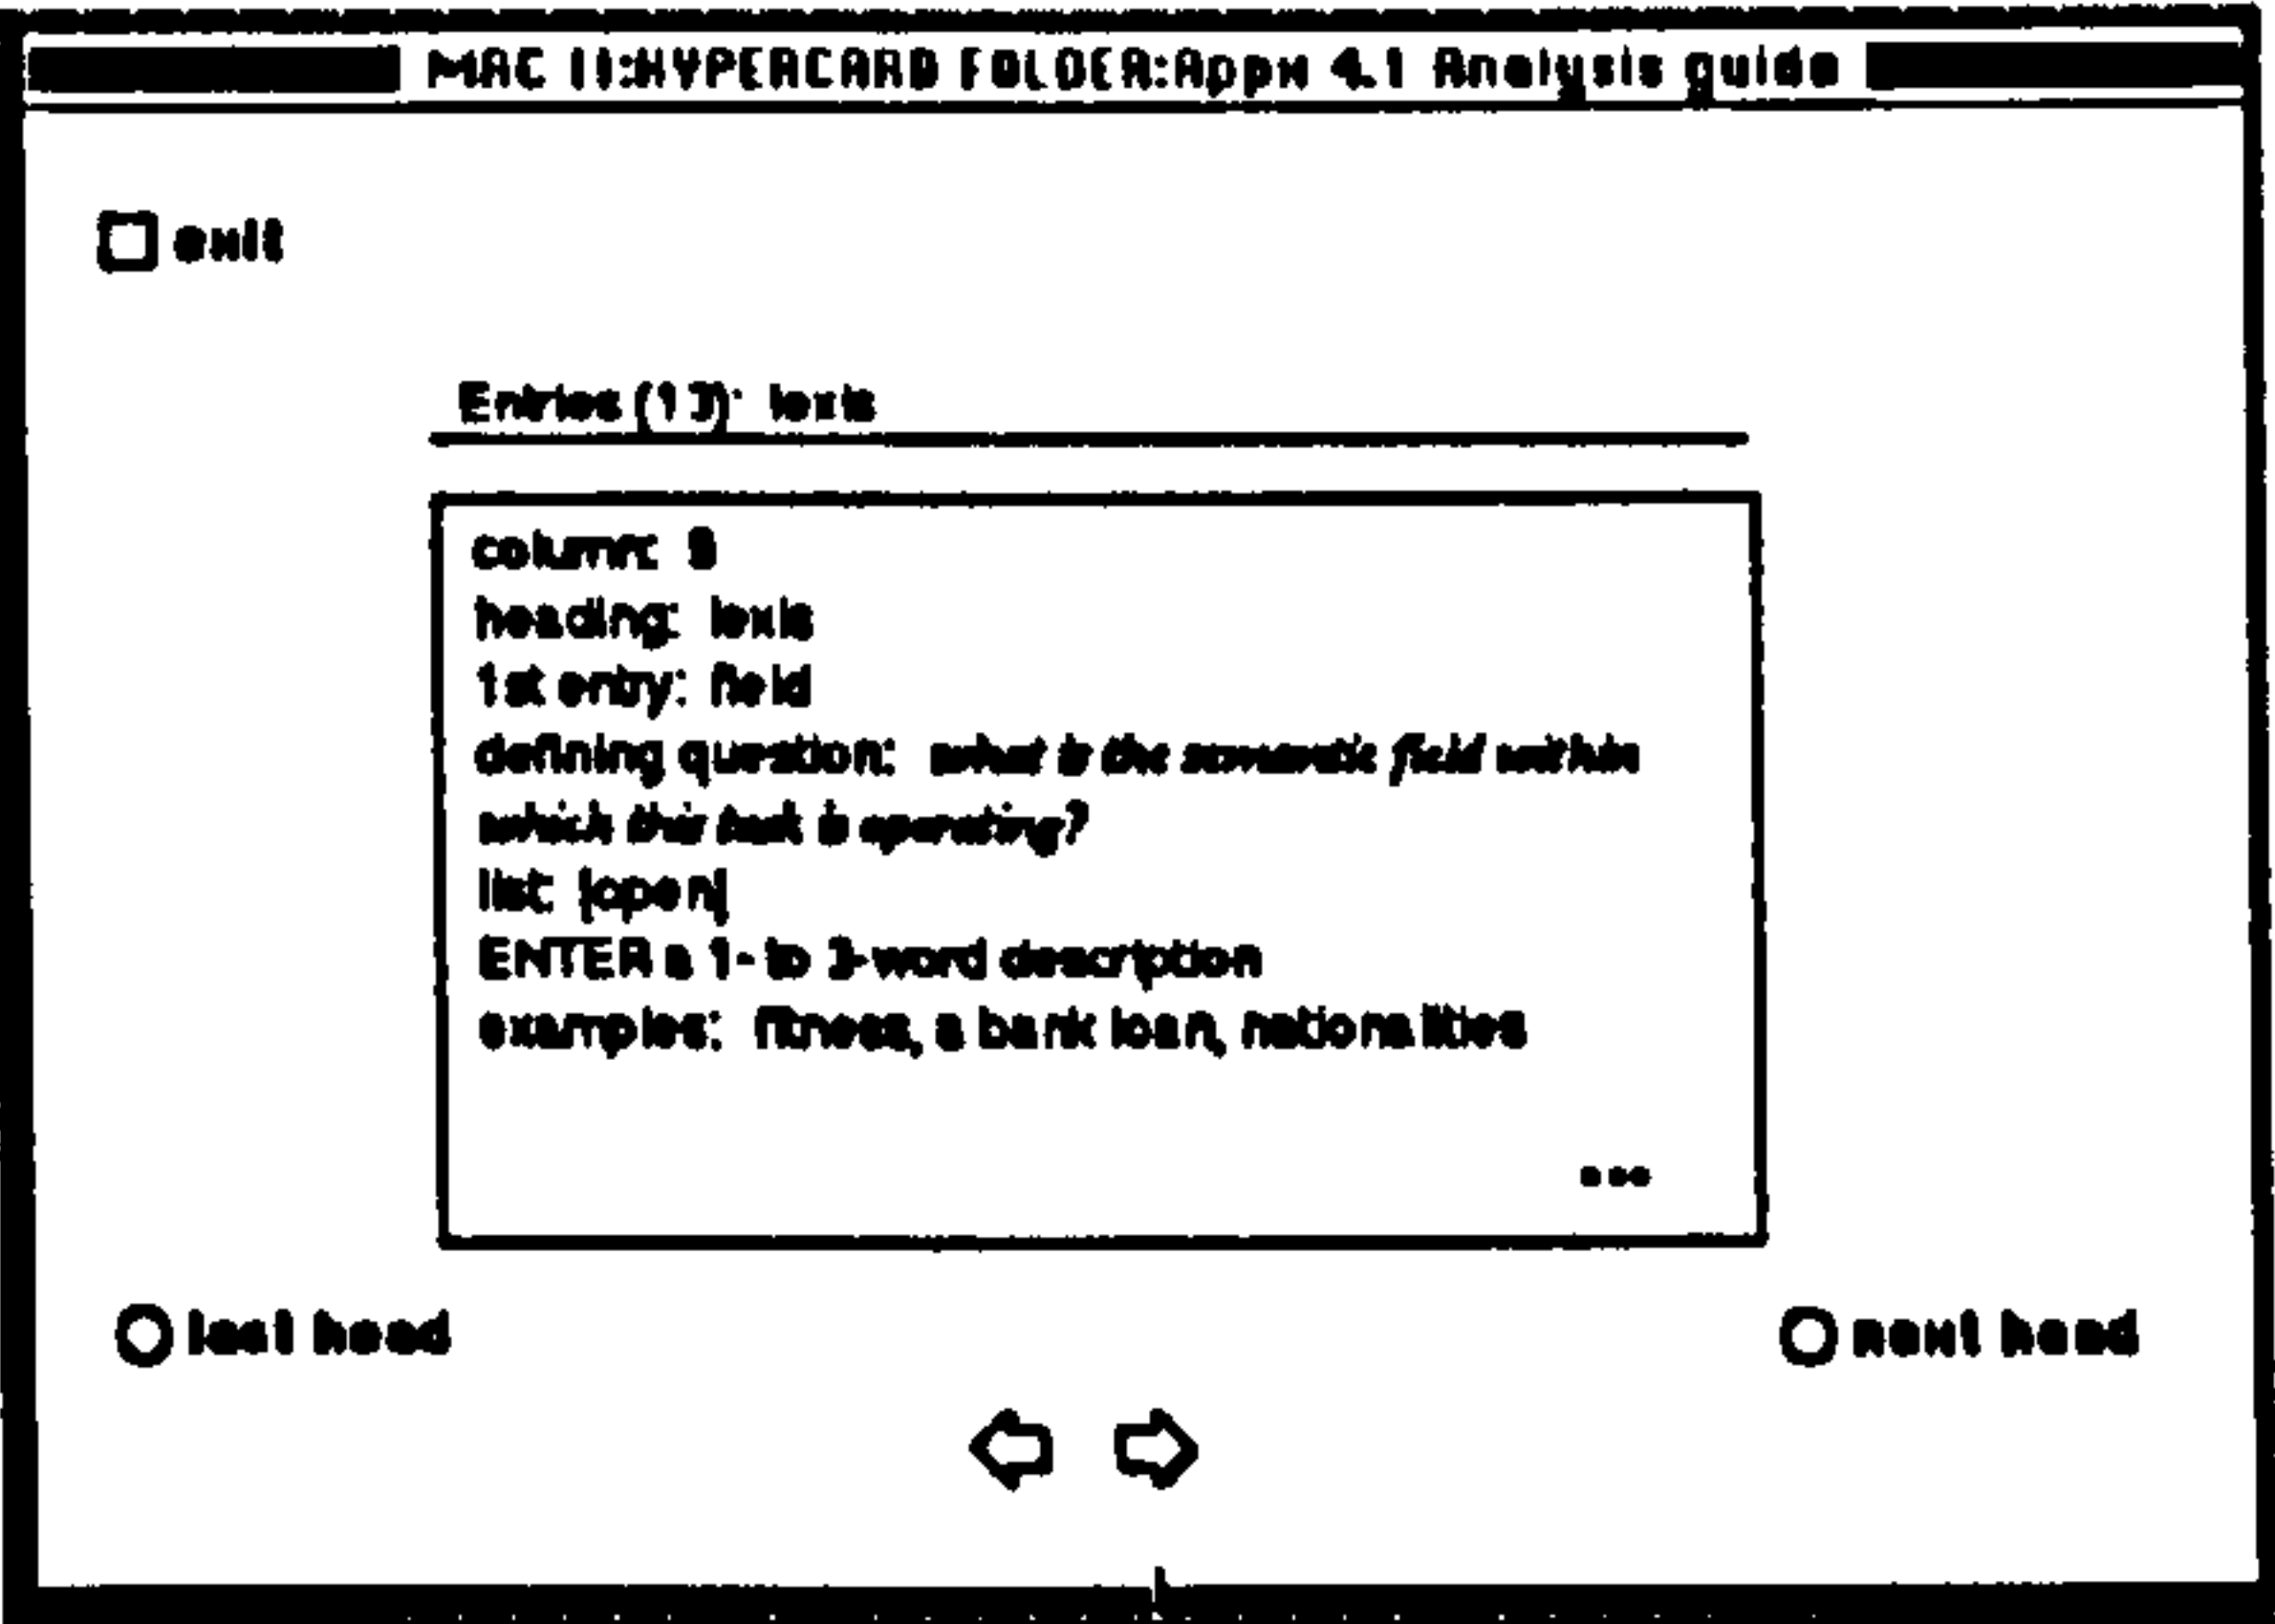 MAC II:HYPERCARD FOLDER:Appx 4.1 Analysis guide
exit
Entries (13): lexis
column: 9
heading: lexis
1st entry: field
defining question: what is the semantic field within
which this task is operating?
list: [open]
ENTER a 1- to 3-word description
examples: fitness, a bank loan, nationalities
...
last head
next head